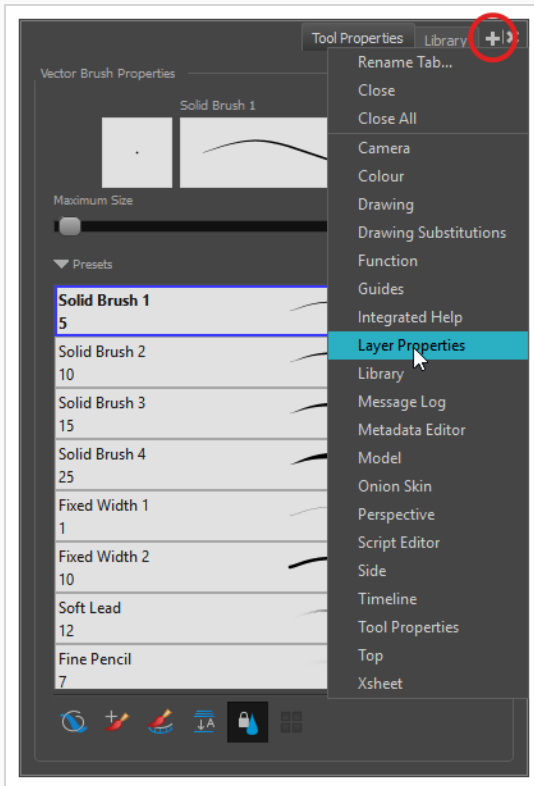 Tool Properties Library
Vector Brush Properties
Solid Brush 1
Maximum Size
Presets
Solid Brush 1
5
Solid Brush 2
10
Solid Brush 3
15
Solid Brush 4
25
Fixed Width 1
1
Fixed Width 2
10
Soft Lead
12
Fine Pencil
7
Rename Tab...
Close
Close All
Camera
Colour
Drawing
Drawing Substitutions
Function
Guides
Integrated Help
Layer Properties
Library
Message Log
Metadata Editor
Model
Onion Skin
Perspective
Script Editor
Side
Timeline
Tool Properties
Top
Xsheet